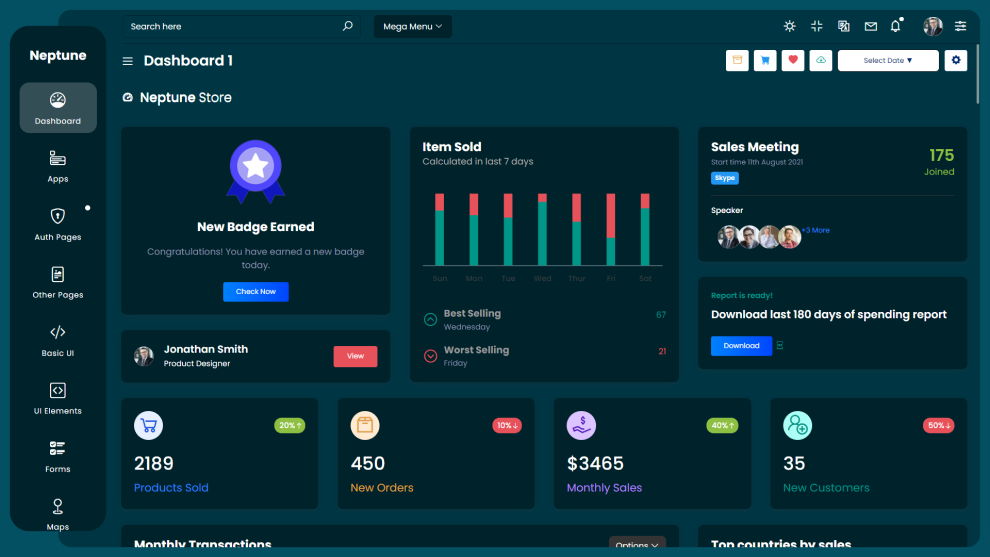 Neptune
Dashboard
Apps
Auth Pages
Other Pages
Basic UI
UI Elements
Forms
Maps
Search here
Mega Menu
Dashboard 1
Select Date ▼
Neptune Store
New Badge Earned
Congratulations! You have earned a new badge
today.
Check Now
Jonathan Smith
Product Designer
View
Item Sold
Calculated in last 7 days
Sun Mon Tue Wed Thur Fri Sat
Best Selling
67
Wednesday
Worst Selling
21
Friday
Sales Meeting
Start time 11th August 2021
Skype
175
Joined
Speaker
+3 More
Report is ready!
Download last 180 days of spending report
Download
20%↑
2189
Products Sold
10%↓
450
New Orders
40%↑
$3465
Monthly Sales
50%↓
35
New Customers
Monthly Transactions
Options
Top countries by sales